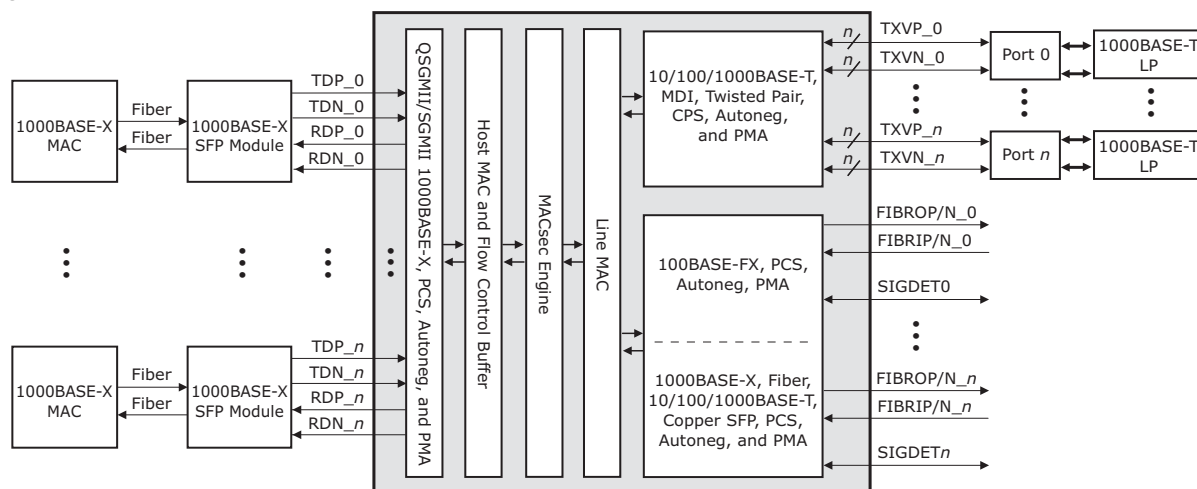 1000BASE-X
MAC
Fiber
Fiber
1000BASE-X
SFP Module
TDP_0
TDN_0
RDP_0
RDN_0
1000BASE-X
MAC
Fiber
Fiber
1000BASE-X
SFP Module
TDP_n
TDN_n
RDP_n
RDN_n
QSGMII/SGMII 1000BASE-X, PCS, Autoneg, and PMA
Host MAC and Flow Control Buffer
MACsec Engine
Line MAC
10/100/1000BASE-T,
MDI, Twisted Pair,
CPS, Autoneg,
and PMA
n
TXVP_0
n
TXVN_0
n
TXVP_n
n
TXVN_n
Port 0
1000BASE-T
LP
Port n
1000BASE-T
LP
100BASE-FX, PCS,
Autoneg, PMA
1000BASE-X, Fiber,
10/100/1000BASE-T,
Copper SFP, PCS,
Autoneg, and PMA
FIBROP/N_0
FIBRIP/N_0
SIGDET0
FIBROP/N_n
FIBRIP/N_n
SIGDETn